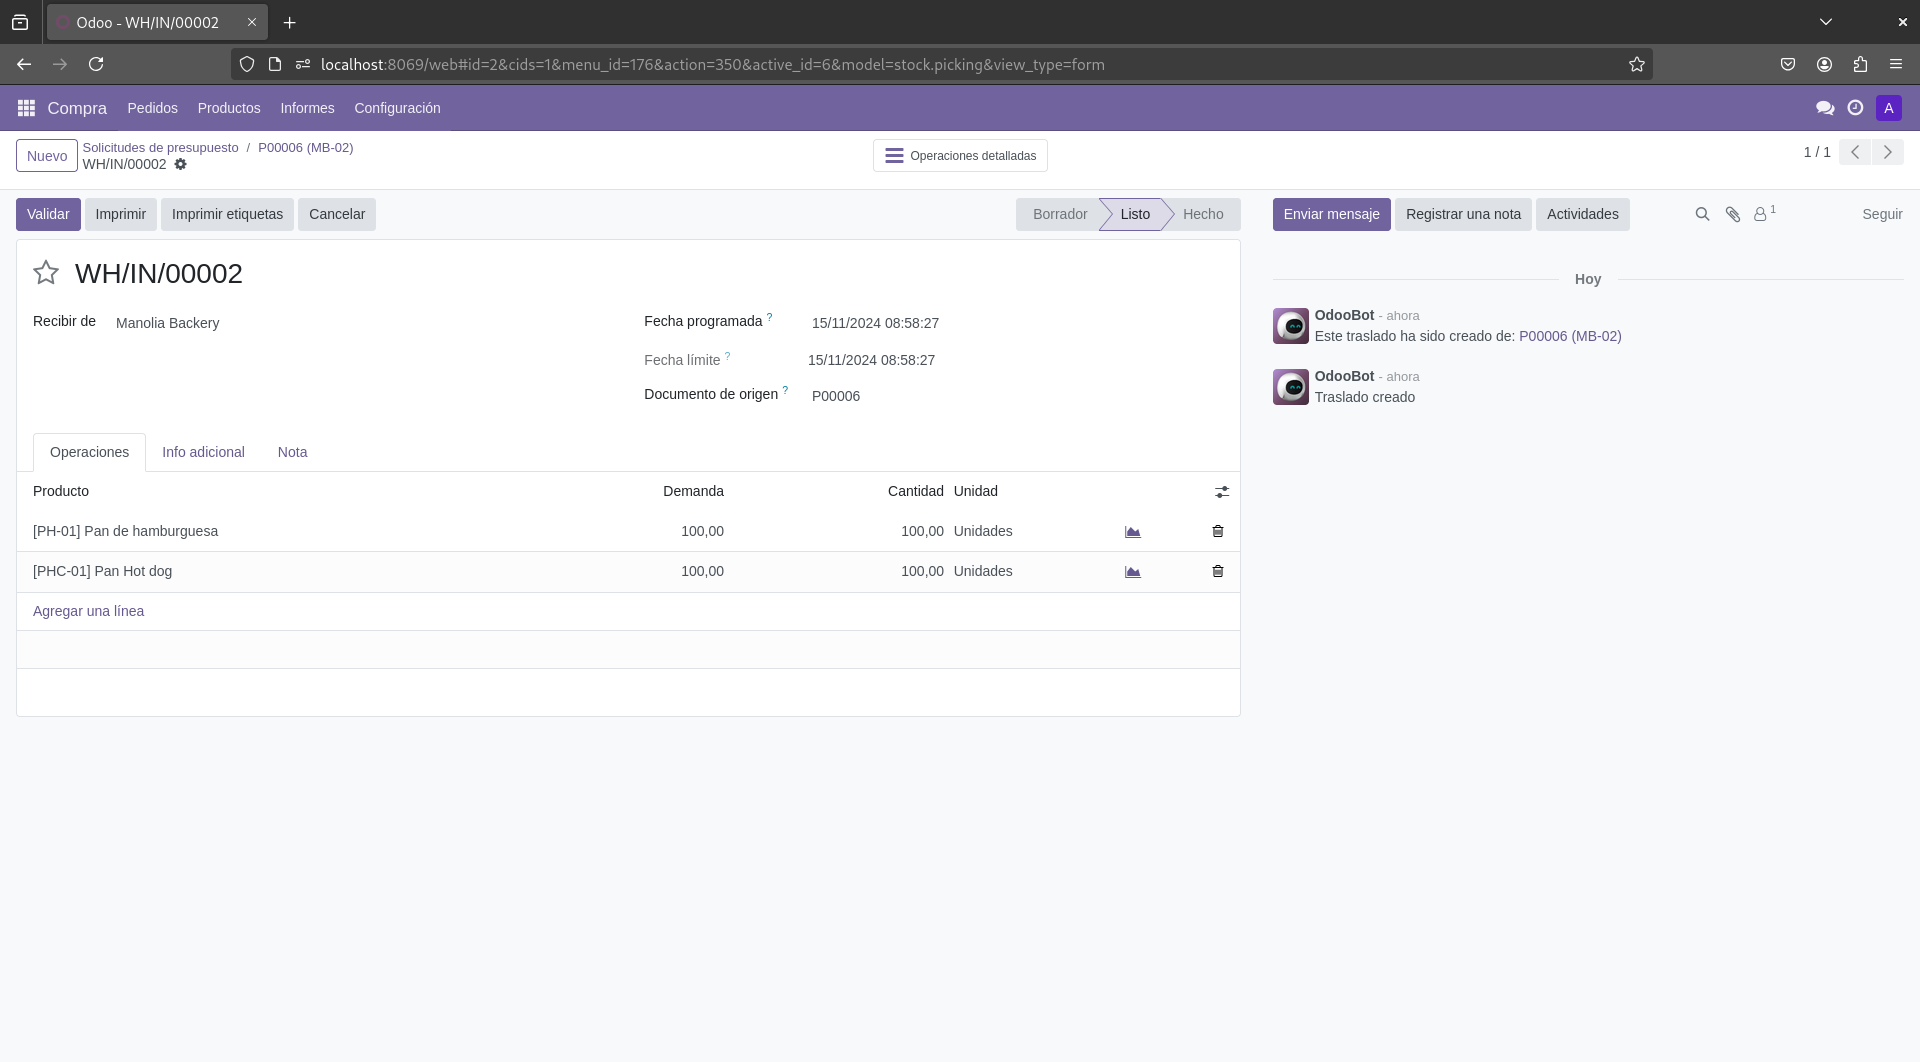 Odoo - WH/IN/00002
localhost:8069/web#id=2&cids=1&menu_id=176&action=350&active_id=6&model=stock.picking&view_type=form
Compra Pedidos Productos Informes Configuración A
Nuevo Solicitudes de presupuesto / P00006 (MB-02)
WH/IN/00002
Operaciones detalladas
1 / 1
Validar Imprimir Imprimir etiquetas Cancelar Borrador Listo Hecho
Enviar mensaje Registrar una nota Actividades 1 Seguir
WH/IN/00002
Recibir de Manolia Backery
Fecha programada ? 15/11/2024 08:58:27
Fecha límite ? 15/11/2024 08:58:27
Documento de origen ? P00006
Operaciones Info adicional Nota
Producto Demanda Cantidad Unidad
[PH-01] Pan de hamburguesa 100,00 100,00 Unidades
[PHC-01] Pan Hot dog 100,00 100,00 Unidades
Agregar una línea
Hoy
OdooBot - ahora
Este traslado ha sido creado de: P00006 (MB-02)
OdooBot - ahora
Traslado creado